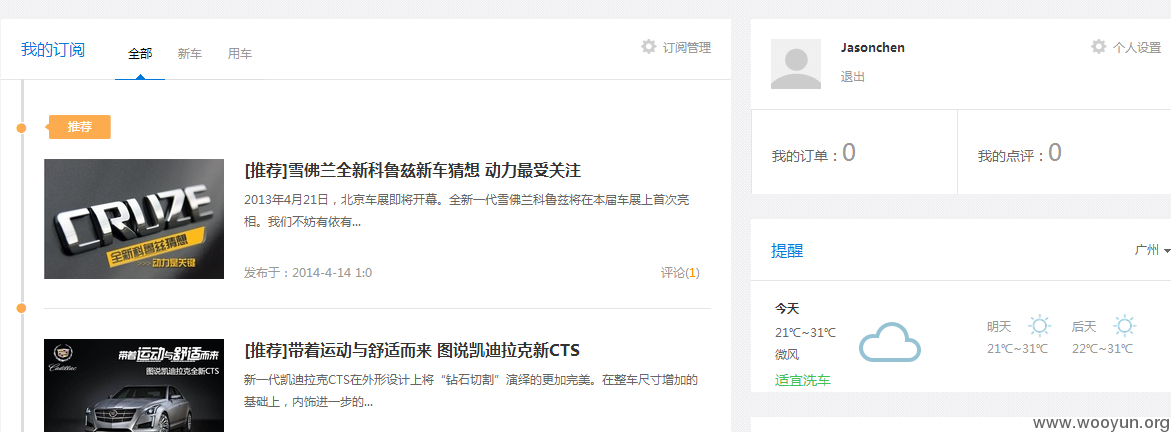 我的订阅
全部 新车 用车
订阅管理
推荐
CRUZE
全新科鲁兹猜想
>>>动力是关键
[推荐]雪佛兰全新科鲁兹新车猜想 动力最受关注
2013年4月21日，北京车展即将开幕。全新一代雪佛兰科鲁兹将在本届车展上首次亮
相。我们不妨有依有...
发布于：2014-4-14 1:0
评论(1)
Cadillac
带着运动与舒适而来
图说凯迪拉克全新CTS
[推荐]带着运动与舒适而来 图说凯迪拉克新CTS
新一代凯迪拉克CTS在外形设计上将“钻石切割”演绎的更加完美。在整车尺寸增加的
基础上，内饰进一步的...
Jasonchen
退出
个人设置
我的订单：0
我的点评：0
提醒
广州
今天
21℃~31℃
微风
适宜洗车
明天
21℃~31℃
后天
22℃~31℃
www.wooyun.org